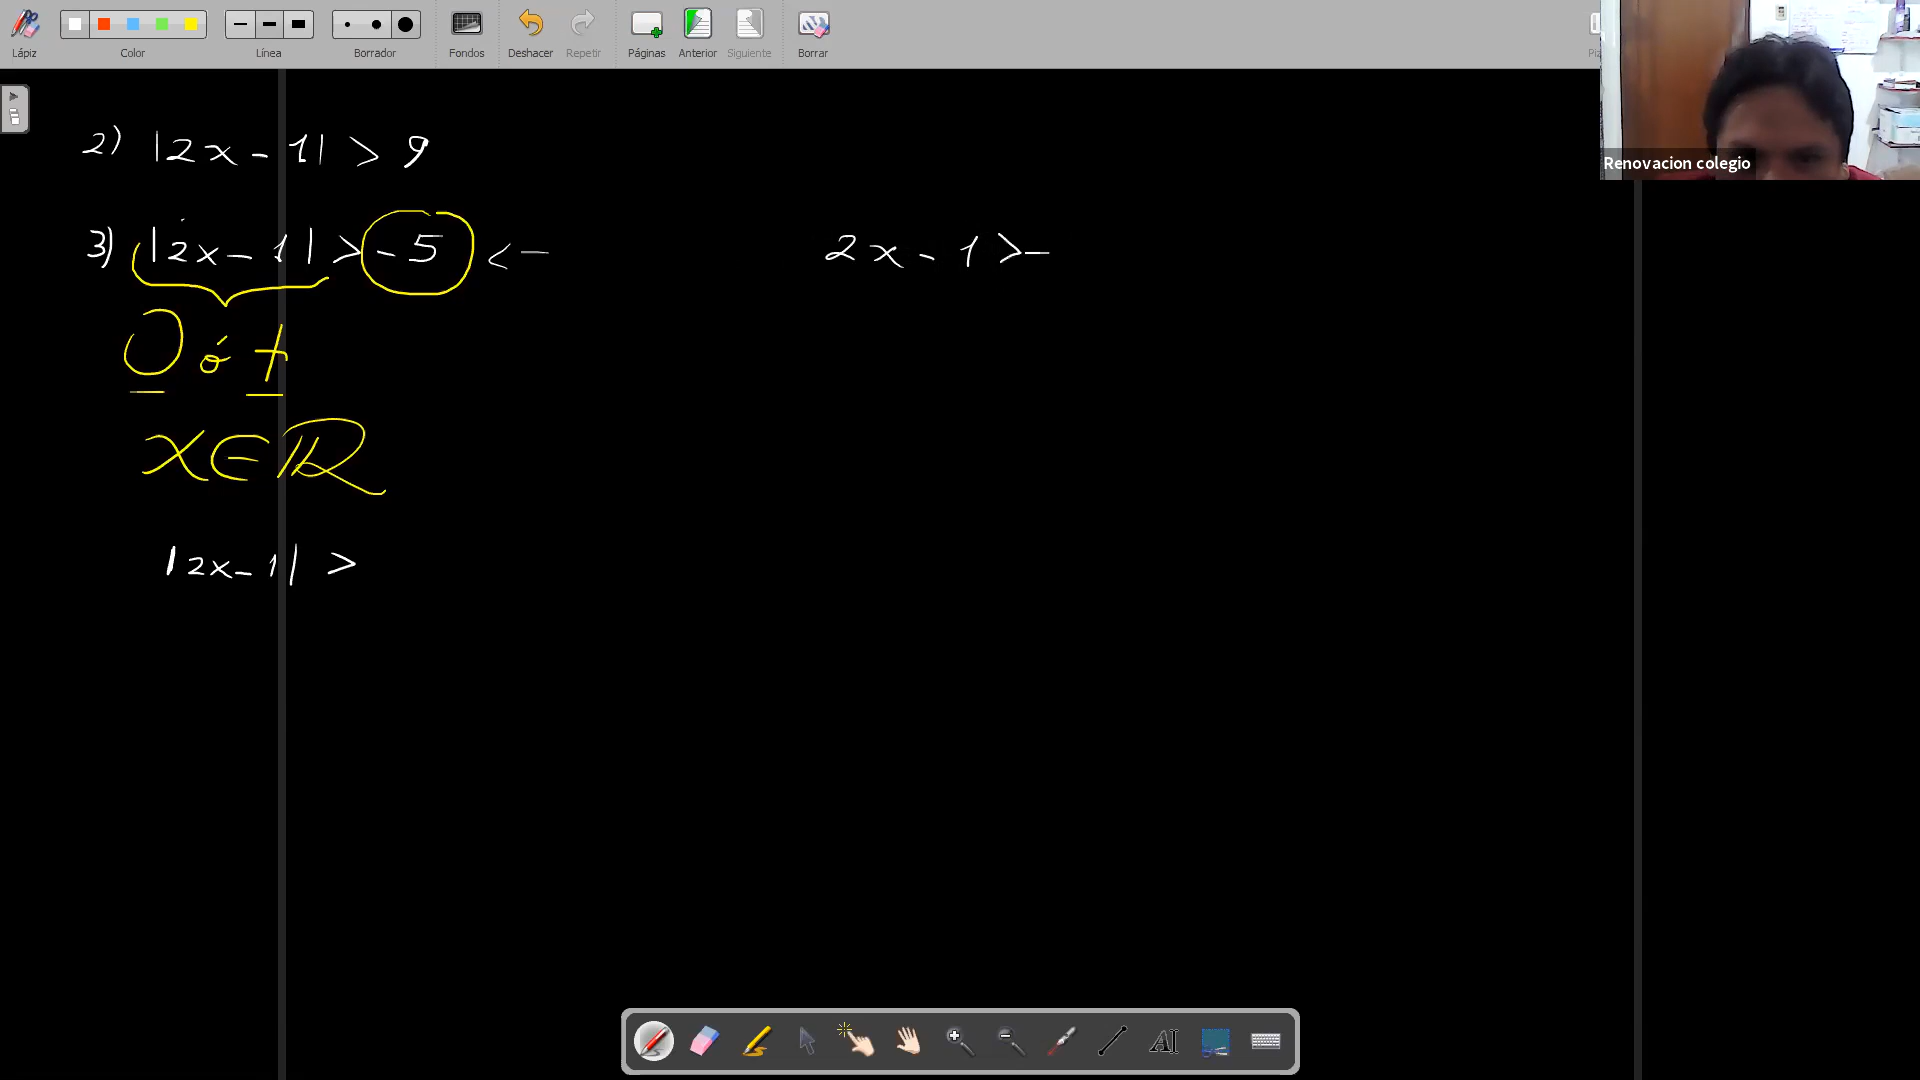 Lápiz Color Línea Borrador Fondos Deshacer Repetir Páginas Anterior Siguiente Borrar
Renovacion colegio
2) |2x - 1| > 9
3) |2x - 1| > - 5 ←
2x - 1 > -
0 ó +
x ∈ ℝ
|2x - 1| >